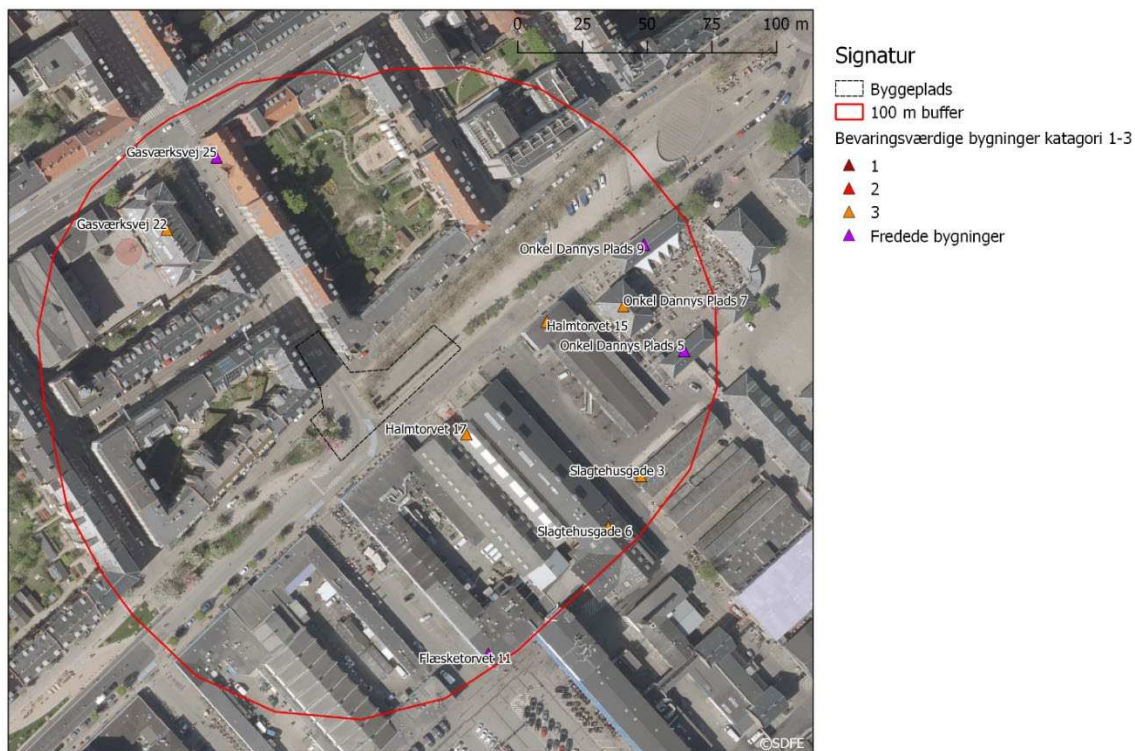 0 25 50 75 100 m
Gasværksvej 25
Gasværksvej 22
Onkel Dannys Plads 9
Onkel Dannys Plads 7
Halmtorvet 15
Onkel Dannys Plads 5
Halmtorvet 17
Slagtehusgade 3
Slagtehusgade 6
Flæsketorvet 11
©SDFE
Signatur
Byggeplads
100 m buffer
Bevaringsværdige bygninger katagori 1-3
1
2
3
Fredede bygninger